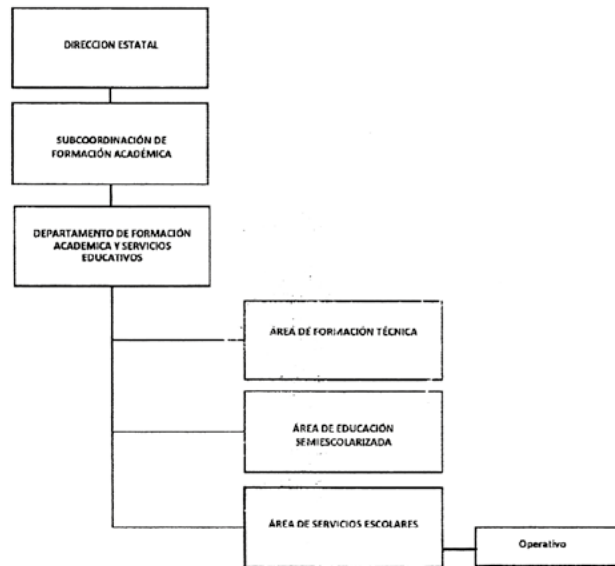 DIRECCION ESTATAL
SUBCOORDINACIÓN DE
FORMACIÓN ACADÉMICA
DEPARTAMENTO DE FORMACIÓN
ACADEMICA Y SERVICIOS
EDUCATIVOS
ÁREA DE FORMACIÓN TÉCNICA
ÁREA DE EDUCACIÓN
SEMIESCOLARIZADA
ÁREA DE SERVICIOS ESCOLARES
Operativo